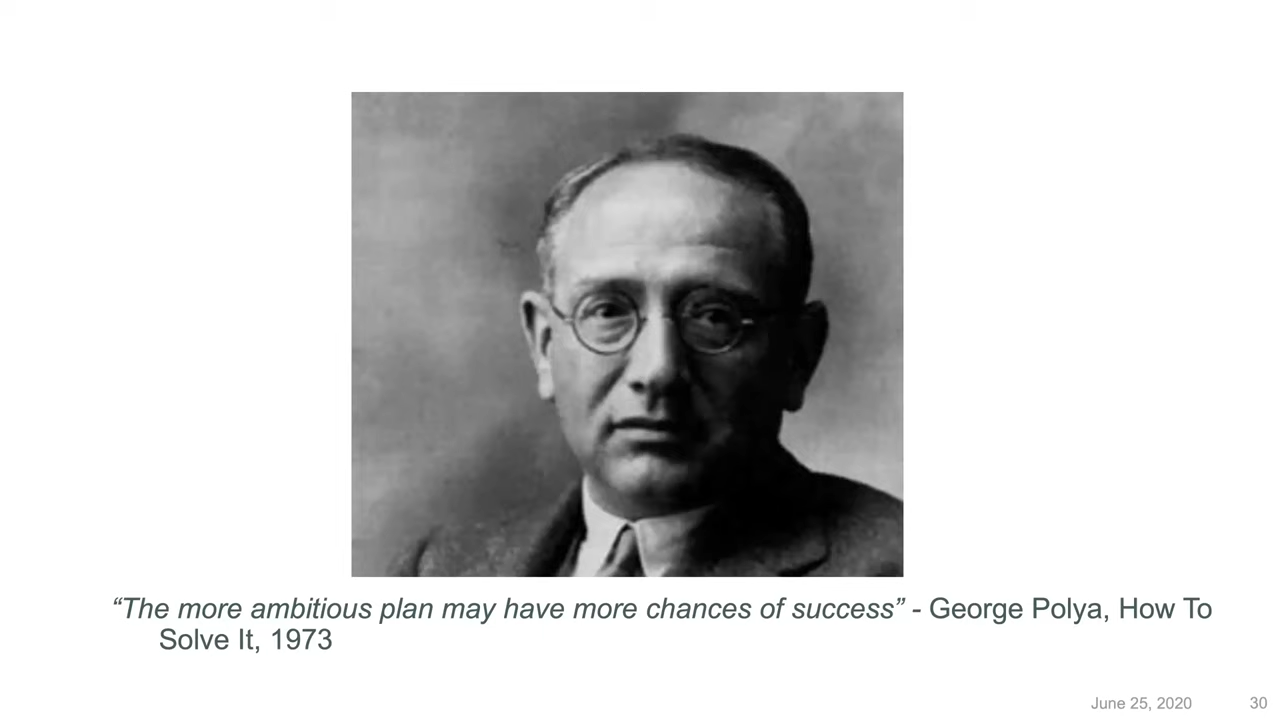 “The more ambitious plan may have more chances of success” - George Polya, How To
Solve It, 1973
June 25, 2020
30